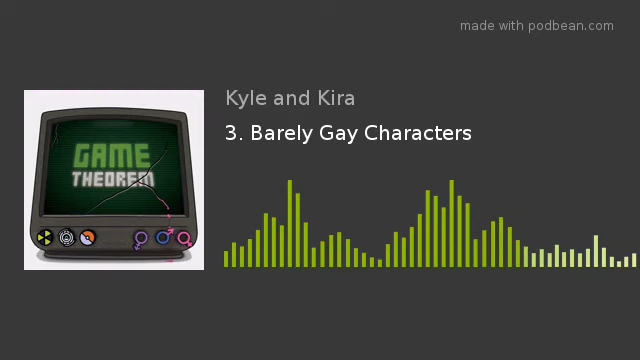 made with podbean.com
Kyle and Kira
3. Barely Gay Characters
GAME
THEOREM